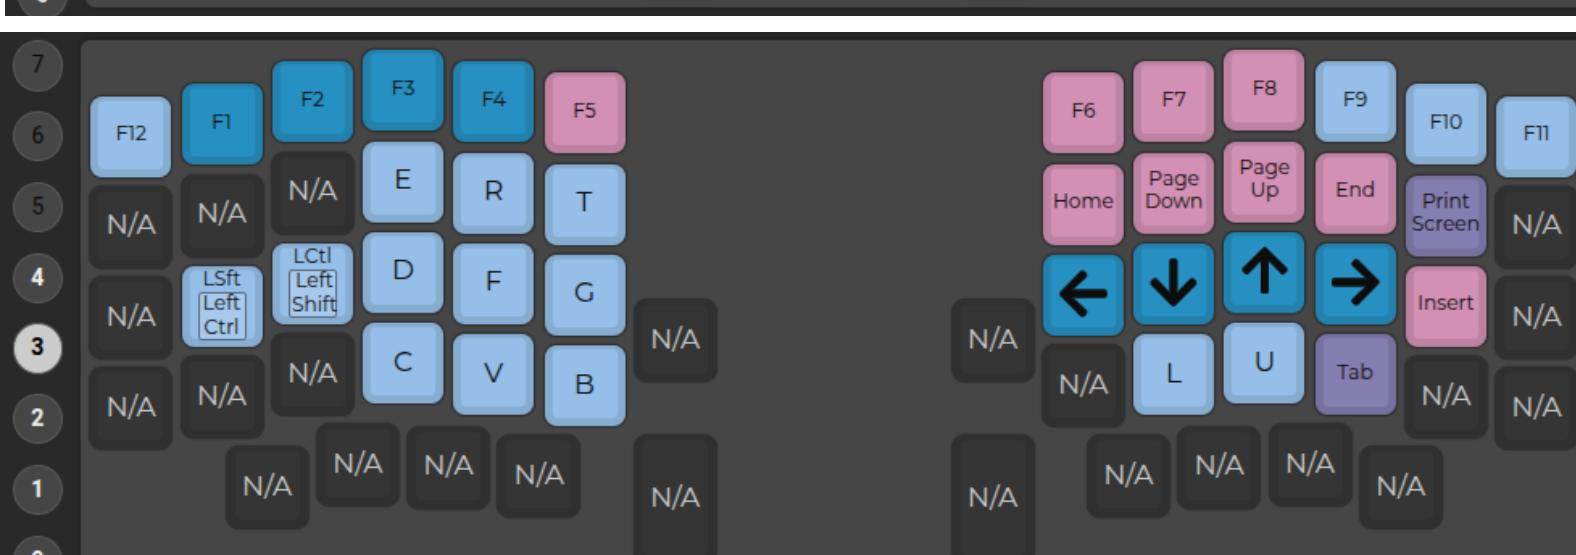 7
F12 F1 F2 F3 F4 F5 F6 F7 F8 F9 F10 F11
6
N/A N/A N/A E R T Home Page Down Page Up End Print Screen N/A
5
N/A LSft Left Ctrl LCtl Left Shift D F G N/A N/A ← ↓ ↑ → Insert N/A
4
3
N/A N/A N/A C V B N/A L U Tab N/A N/A
2
N/A N/A N/A N/A N/A N/A N/A N/A N/A N/A
1